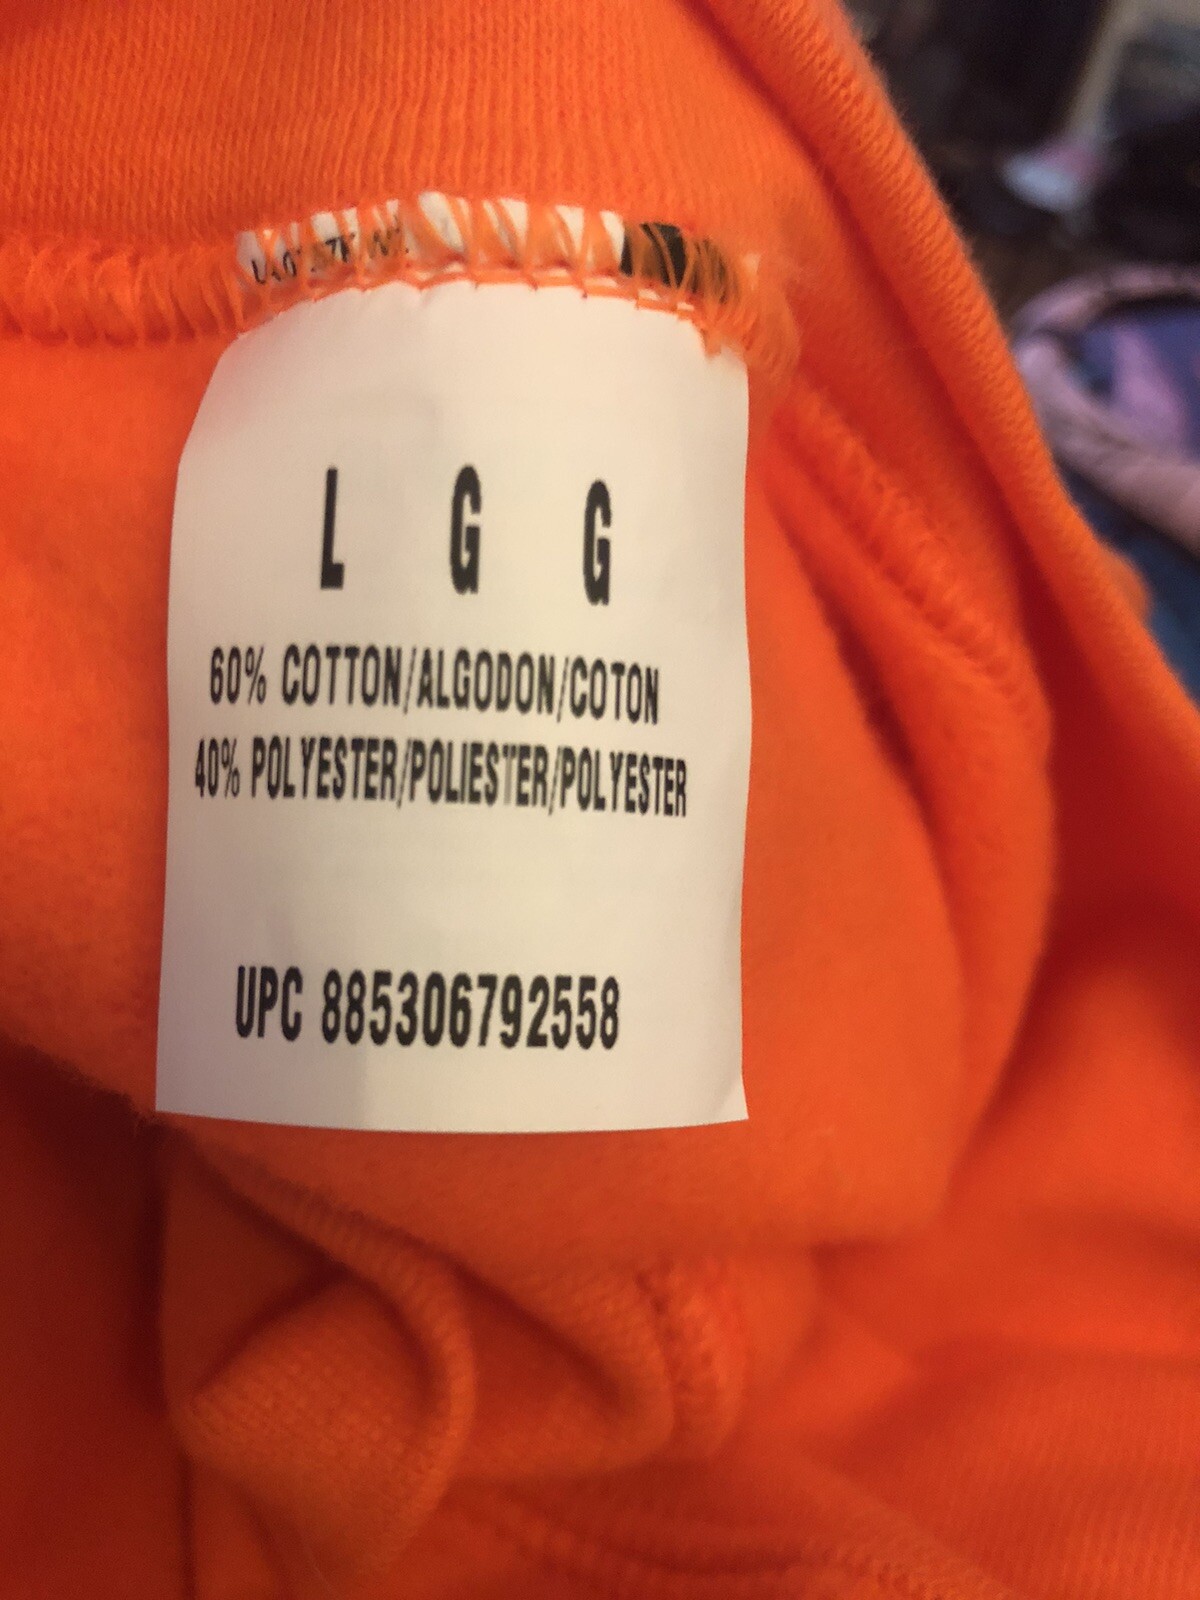 L G G
60% COTTON/ALGODON/COTON
40% POLYESTER/POLIESTER/POLYESTER
UPC 885306792558